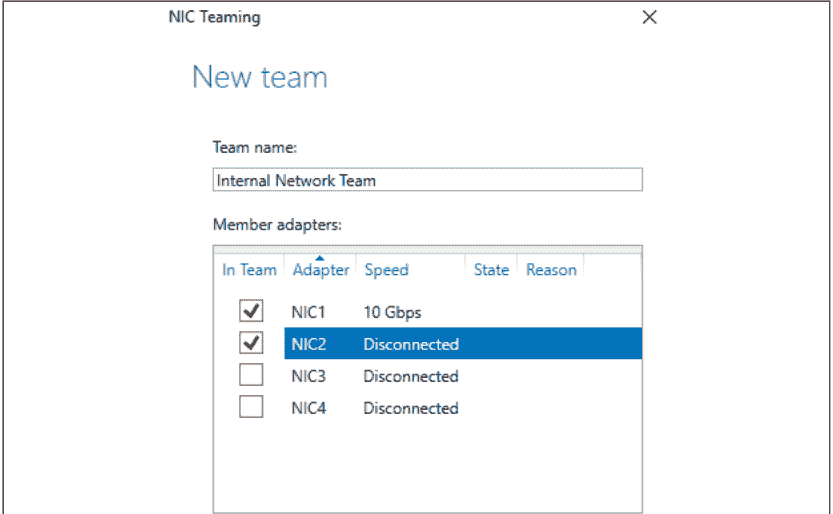 NIC Teaming
New team
Team name:
Internal Network Team
Member adapters:
In Team Adapter Speed State Reason
NIC1 10 Gbps
NIC2 Disconnected
NIC3 Disconnected
NIC4 Disconnected